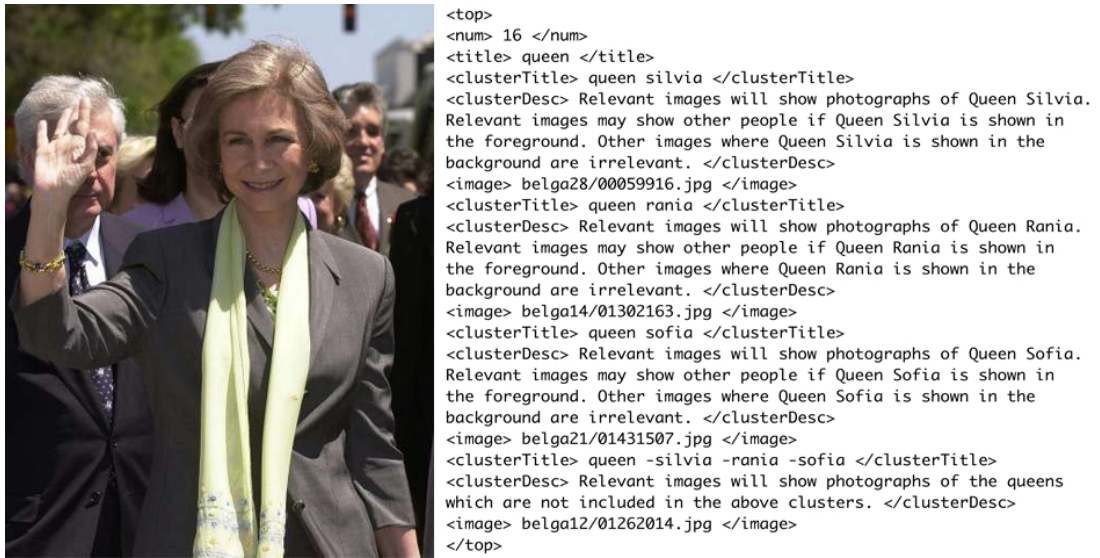 <top>
<num> 16 </num>
<title> queen </title>
<clusterTitle> queen silvia </clusterTitle>
<clusterDesc> Relevant images will show photographs of Queen Silvia.
Relevant images may show other people if Queen Silvia is shown in
the foreground. Other images where Queen Silvia is shown in the
background are irrelevant. </clusterDesc>
<image> belga28/00059916.jpg </image>
<clusterTitle> queen rania </clusterTitle>
<clusterDesc> Relevant images will show photographs of Queen Rania.
Relevant images may show other people if Queen Rania is shown in
the foreground. Other images where Queen Rania is shown in the
background are irrelevant. </clusterDesc>
<image> belga14/01302163.jpg </image>
<clusterTitle> queen sofia </clusterTitle>
<clusterDesc> Relevant images will show photographs of Queen Sofia.
Relevant images may show other people if Queen Sofia is shown in
the foreground. Other images where Queen Sofia is shown in the
background are irrelevant. </clusterDesc>
<image> belga21/01431507.jpg </image>
<clusterTitle> queen -silvia -rania -sofia </clusterTitle>
<clusterDesc> Relevant images will show photographs of the queens
which are not included in the above clusters. </clusterDesc>
<image> belga12/01262014.jpg </image>
</top>